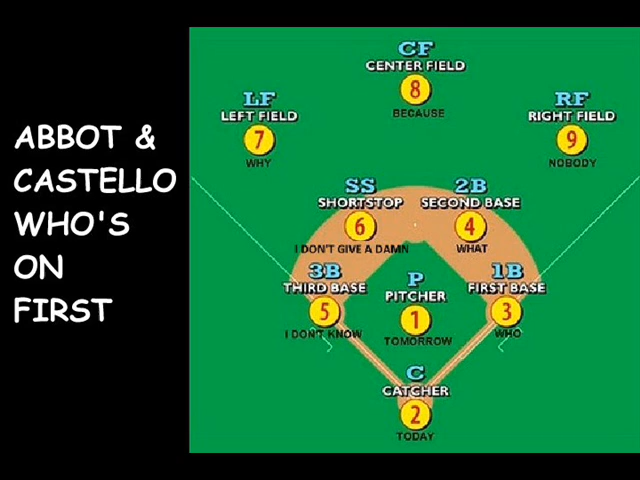 ABBOT &
CASTELLO
WHO'S
ON
FIRST
CF
CENTER FIELD
8
BECAUSE
LF
LEFT FIELD
7
WHY
RF
RIGHT FIELD
9
NOBODY
SS
SHORTSTOP
6
I DON'T GIVE A DAMN
2B
SECOND BASE
4
WHAT
3B
THIRD BASE
5
I DON'T KNOW
P
PITCHER
1
TOMORROW
1B
FIRST BASE
3
WHO
C
CATCHER
2
TODAY